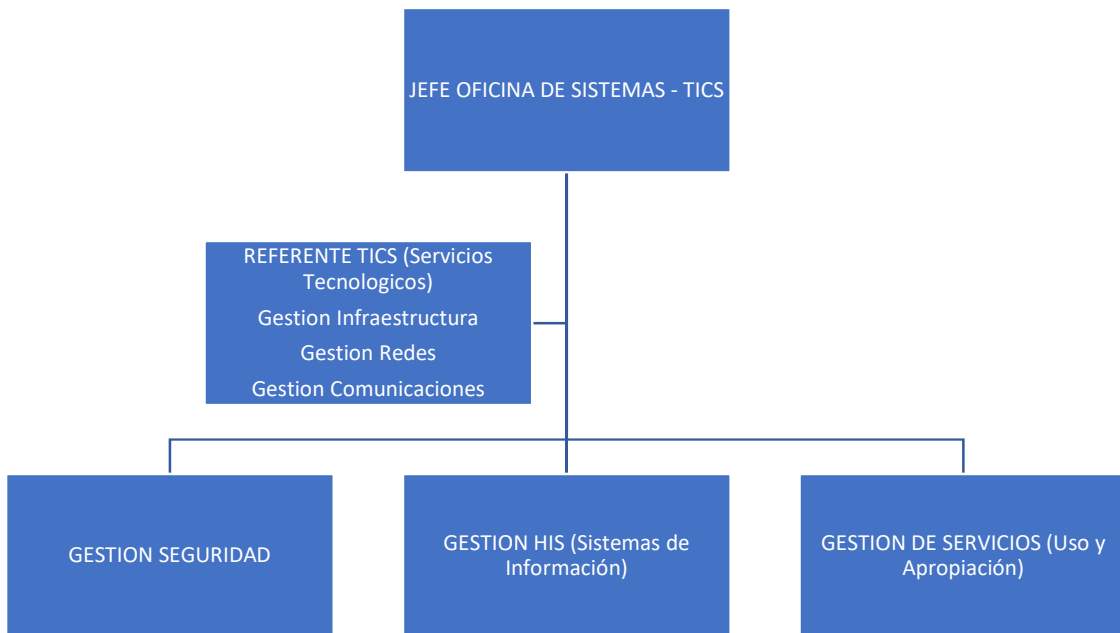 JEFE OFICINA DE SISTEMAS - TICS
REFERENTE TICS (Servicios
Tecnologicos)
Gestion Infraestructura
Gestion Redes
Gestion Comunicaciones
GESTION SEGURIDAD
GESTION HIS (Sistemas de
Información)
GESTION DE SERVICIOS (Uso y
Apropiación)